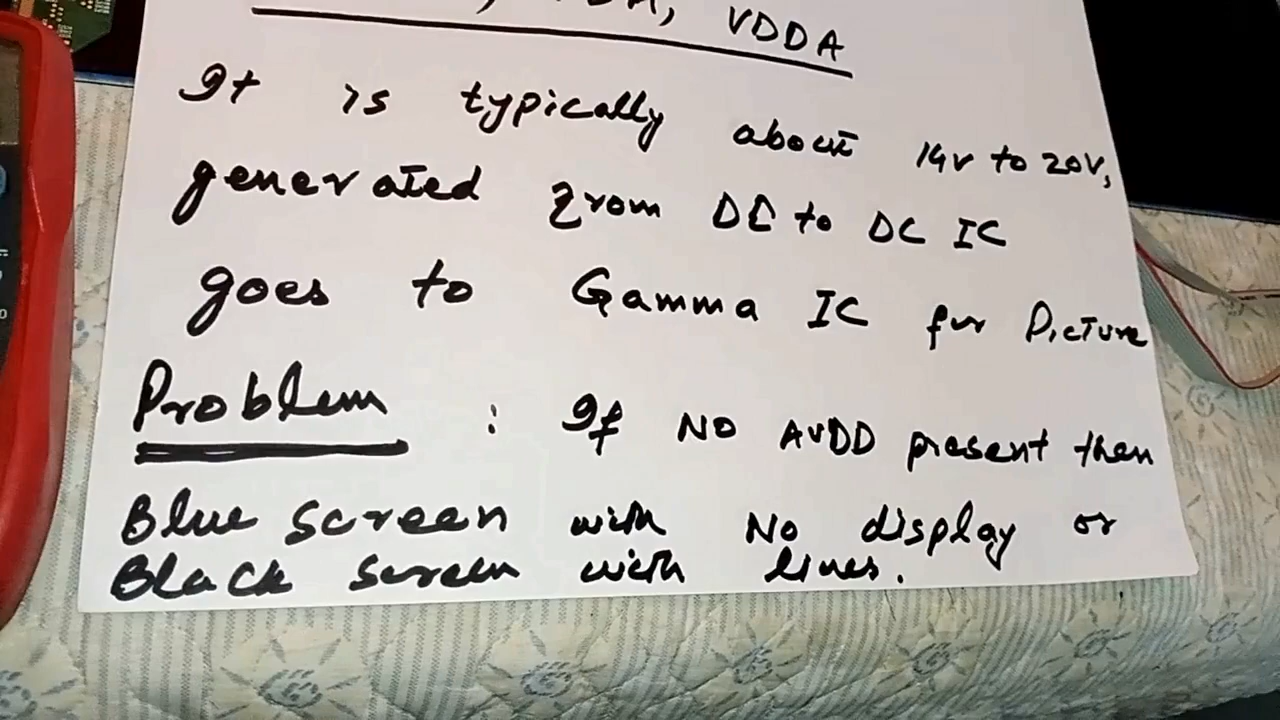 VDDA
It is typically about 14v to 20v,
generated from DC to DC IC
goes to Gamma IC for Picture
Problem : If NO AVDD present then
Blue screen with No display or
Black screen with lines.